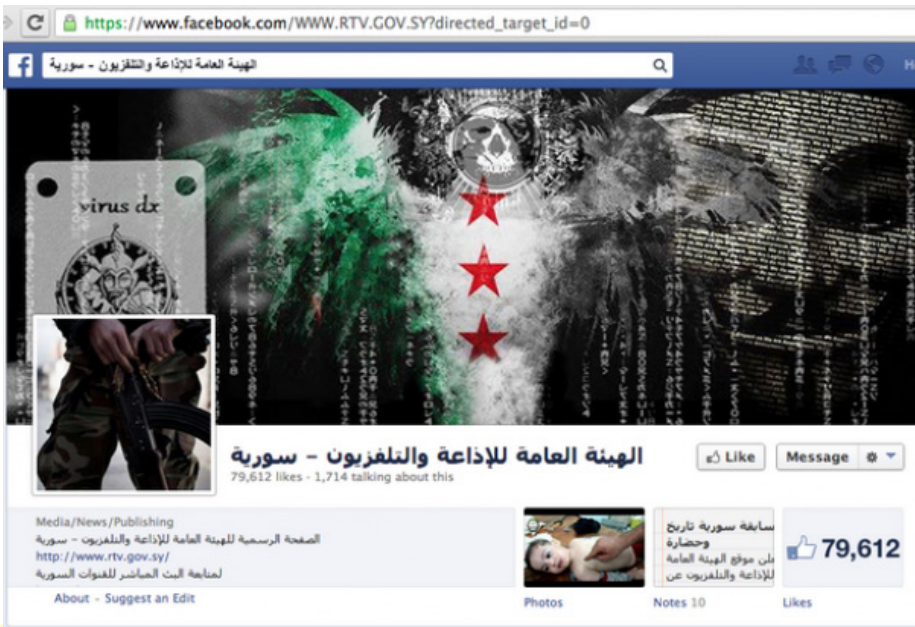 https://www.facebook.com/WWW.RTV.GOV.SY?directed_target_id=0
الهيئة العامة للإذاعة والتلفزيون - سورية
virus dx
الهيئة العامة للإذاعة والتلفزيون - سورية
79,612 likes · 1,714 talking about this
Like
Message
Media/News/Publishing
الصفحة الرسمية للهيئة العامة للإذاعة والتلفزيون - سورية
http://www.rtv.gov.sy/
لمتابعة البث المباشر للقنوات السورية
About - Suggest an Edit
سابقة سورية تاريخ
وحضارة
على موقع الهيئة العامة
للإذاعة والتلفزيون عن
79,612
Photos
Notes 10
Likes